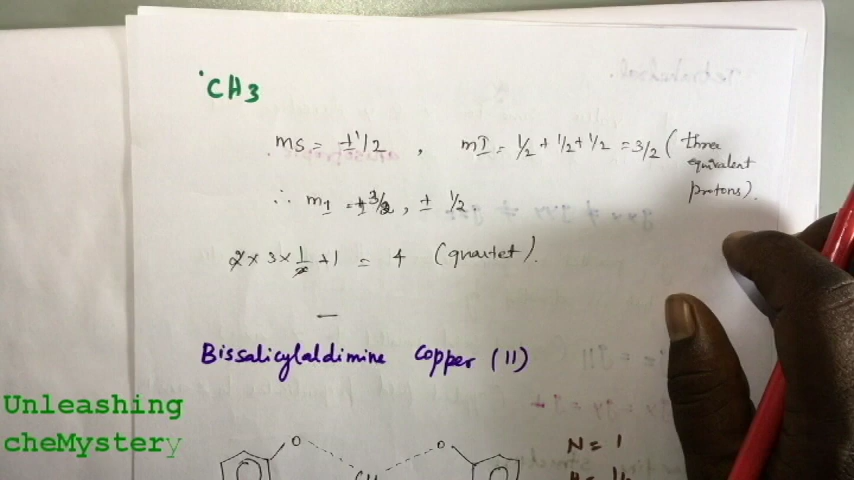 ·CH3
ms = ±1/2 , mI = 1/2 + 1/2 + 1/2 = 3/2 (three
equivalent
protons).
∴ mI = ±3/2, ± 1/2
2 × 3 × 1/2 + 1 = 4 (quartet).
Bissalicylaldimine copper (II)
Unleashing
cheMystery
O O
N = 1